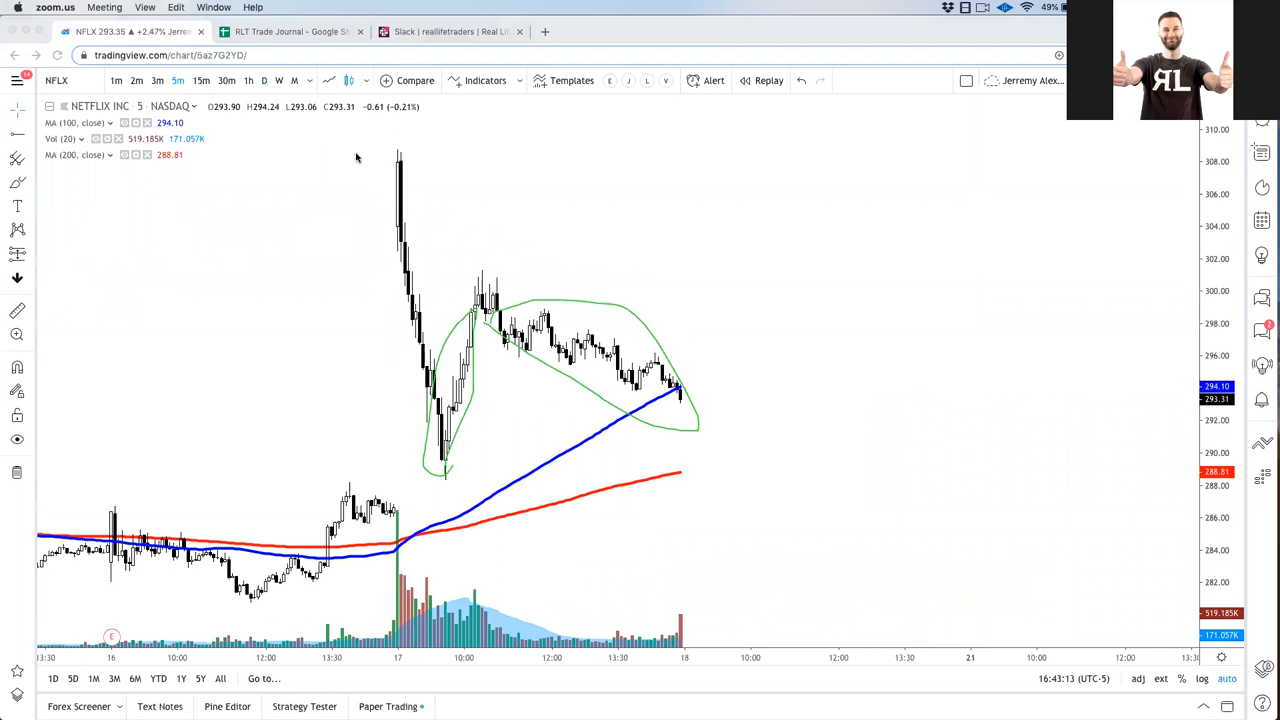 zoom.us Meeting View Edit Window Help 49%
NFLX 293.35 ▲ +2.47% Jerren
RLT Trade Journal - Google Sh
Slack | reallifetraders | Real Li
tradingview.com/chart/5az7G2YD/
14
NFLX 1m 2m 3m 5m 15m 30m 1h D W M Compare Indicators Templates E J L V Alert Replay Jeremy Alex...
RL
NETFLIX INC · 5 · NASDAQ O293.90 H294.24 L293.06 C293.31 -0.61 (-0.21%)
MA (100, close) 294.10
Vol (20) 519.185K 171.057K
MA (200, close) 288.81
310.00
308.00
306.00
304.00
302.00
300.00
298.00
2
296.00
294.10
293.31
292.00
290.00
288.81
288.00
286.00
284.00
282.00
519.185K
171.057K
E
13:30 16 10:00 12:00 13:30 17 10:00 12:00 13:30 18 10:00 12:00 13:30 21 10:00 12:00 13:3
1D 5D 1M 3M 6M YTD 1Y 5Y All Go to... 16:43:13 (UTC-5) adj ext % log auto
Forex Screener Text Notes Pine Editor Strategy Tester Paper Trading